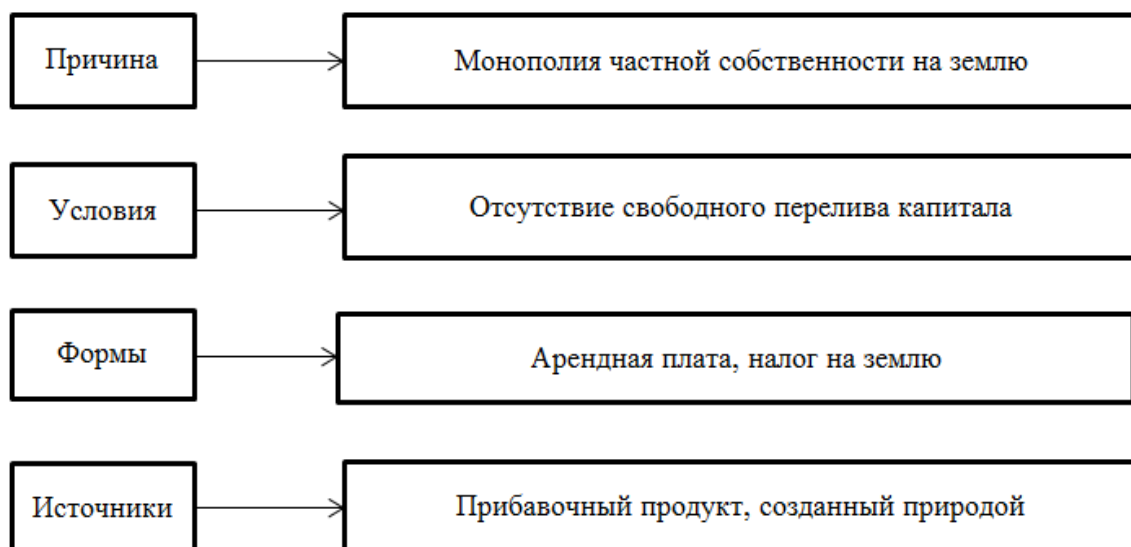 Причина
Монополия частной собственности на землю
Условия
Отсутствие свободного перелива капитала
Формы
Арендная плата, налог на землю
Источники
Прибавочный продукт, созданный природой